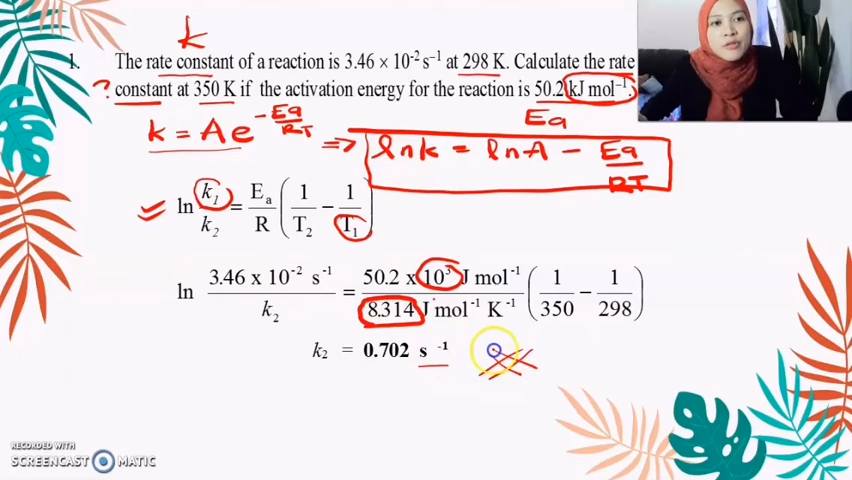 k
1. The rate constant of a reaction is 3.46 × 10⁻² s⁻¹ at 298 K. Calculate the rate
? constant at 350 K if the activation energy for the reaction is 50.2 kJ mol⁻¹.
Ea
k = Ae^(-Ea/RT) => ln k = ln A - Ea/RT
ln k₁/k₂ = Eₐ/R (1/T₂ − 1/T₁)
ln 3.46 x 10⁻² s⁻¹/k₂ = 50.2 x 10³ J mol⁻¹/8.314 J mol⁻¹ K⁻¹ (1/350 − 1/298)
k₂ = 0.702 s⁻¹
RECORDED WITH
SCREENCAST MATIC